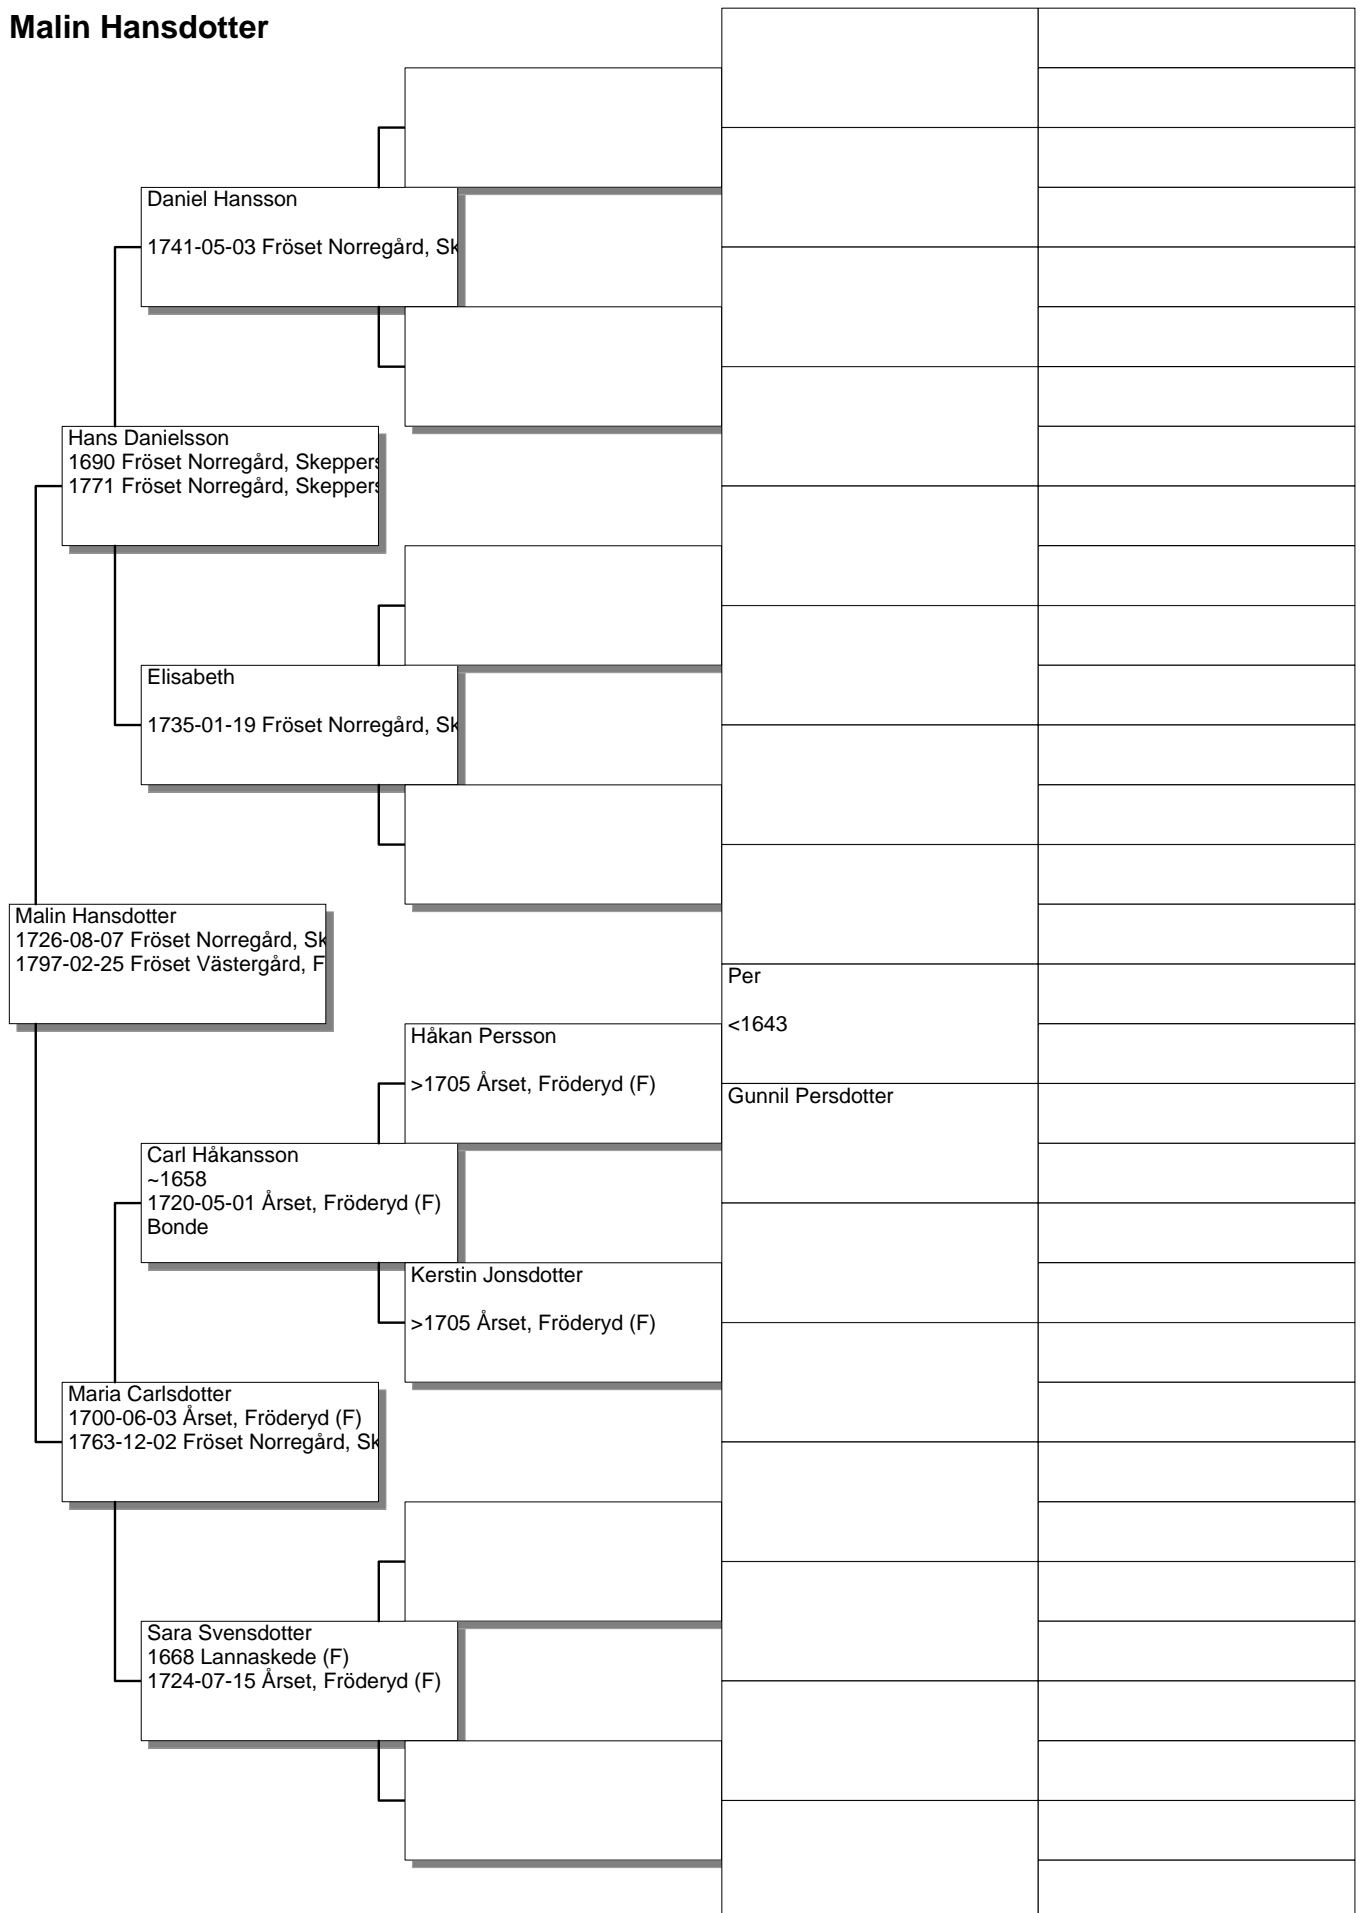 Malin Hansdotter
Daniel Hansson
1741-05-03 Fröset Norregård, Sk
Hans Danielsson
1690 Fröset Norregård, Skeppers
1771 Fröset Norregård, Skeppers
Elisabeth
1735-01-19 Fröset Norregård, Sk
Malin Hansdotter
1726-08-07 Fröset Norregård, Sk
1797-02-25 Fröset Västergård, F
Per
<1643
Håkan Persson
>1705 Årset, Fröderyd (F)
Gunnil Persdotter
Carl Håkansson
~1658
1720-05-01 Årset, Fröderyd (F)
Bonde
Kerstin Jonsdotter
>1705 Årset, Fröderyd (F)
Maria Carlsdotter
1700-06-03 Årset, Fröderyd (F)
1763-12-02 Fröset Norregård, Sk
Sara Svensdotter
1668 Lannaskede (F)
1724-07-15 Årset, Fröderyd (F)